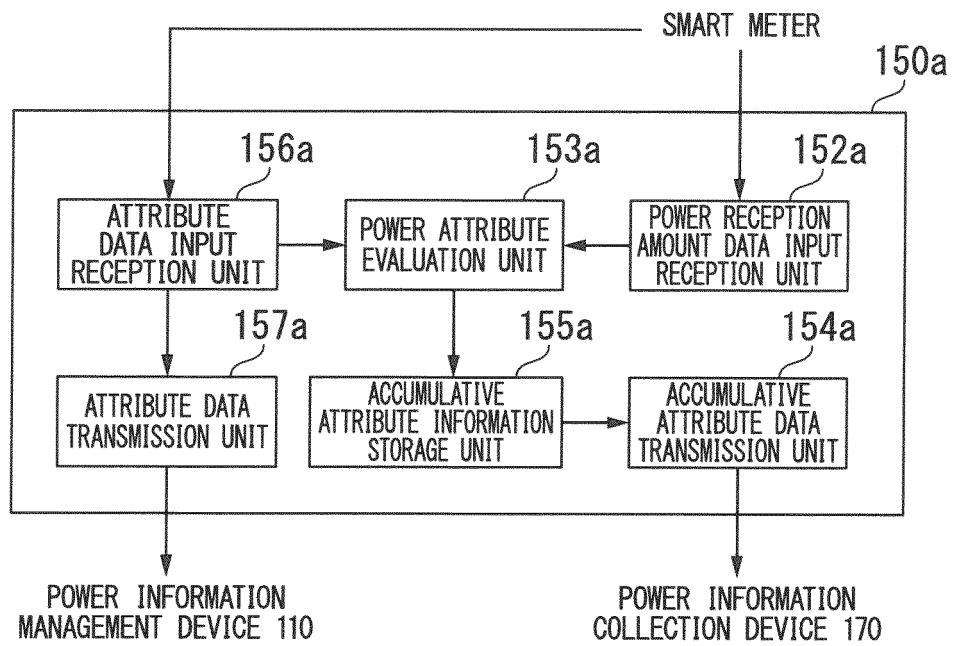 SMART METER
150a
156a
ATTRIBUTE
DATA INPUT
RECEPTION UNIT
153a
POWER ATTRIBUTE
EVALUATION UNIT
152a
POWER RECEPTION
AMOUNT DATA INPUT
RECEPTION UNIT
157a
ATTRIBUTE DATA
TRANSMISSION UNIT
155a
ACCUMULATIVE
ATTRIBUTE INFORMATION
STORAGE UNIT
154a
ACCUMULATIVE
ATTRIBUTE DATA
TRANSMISSION UNIT
POWER INFORMATION
MANAGEMENT DEVICE 110
POWER INFORMATION
COLLECTION DEVICE 170